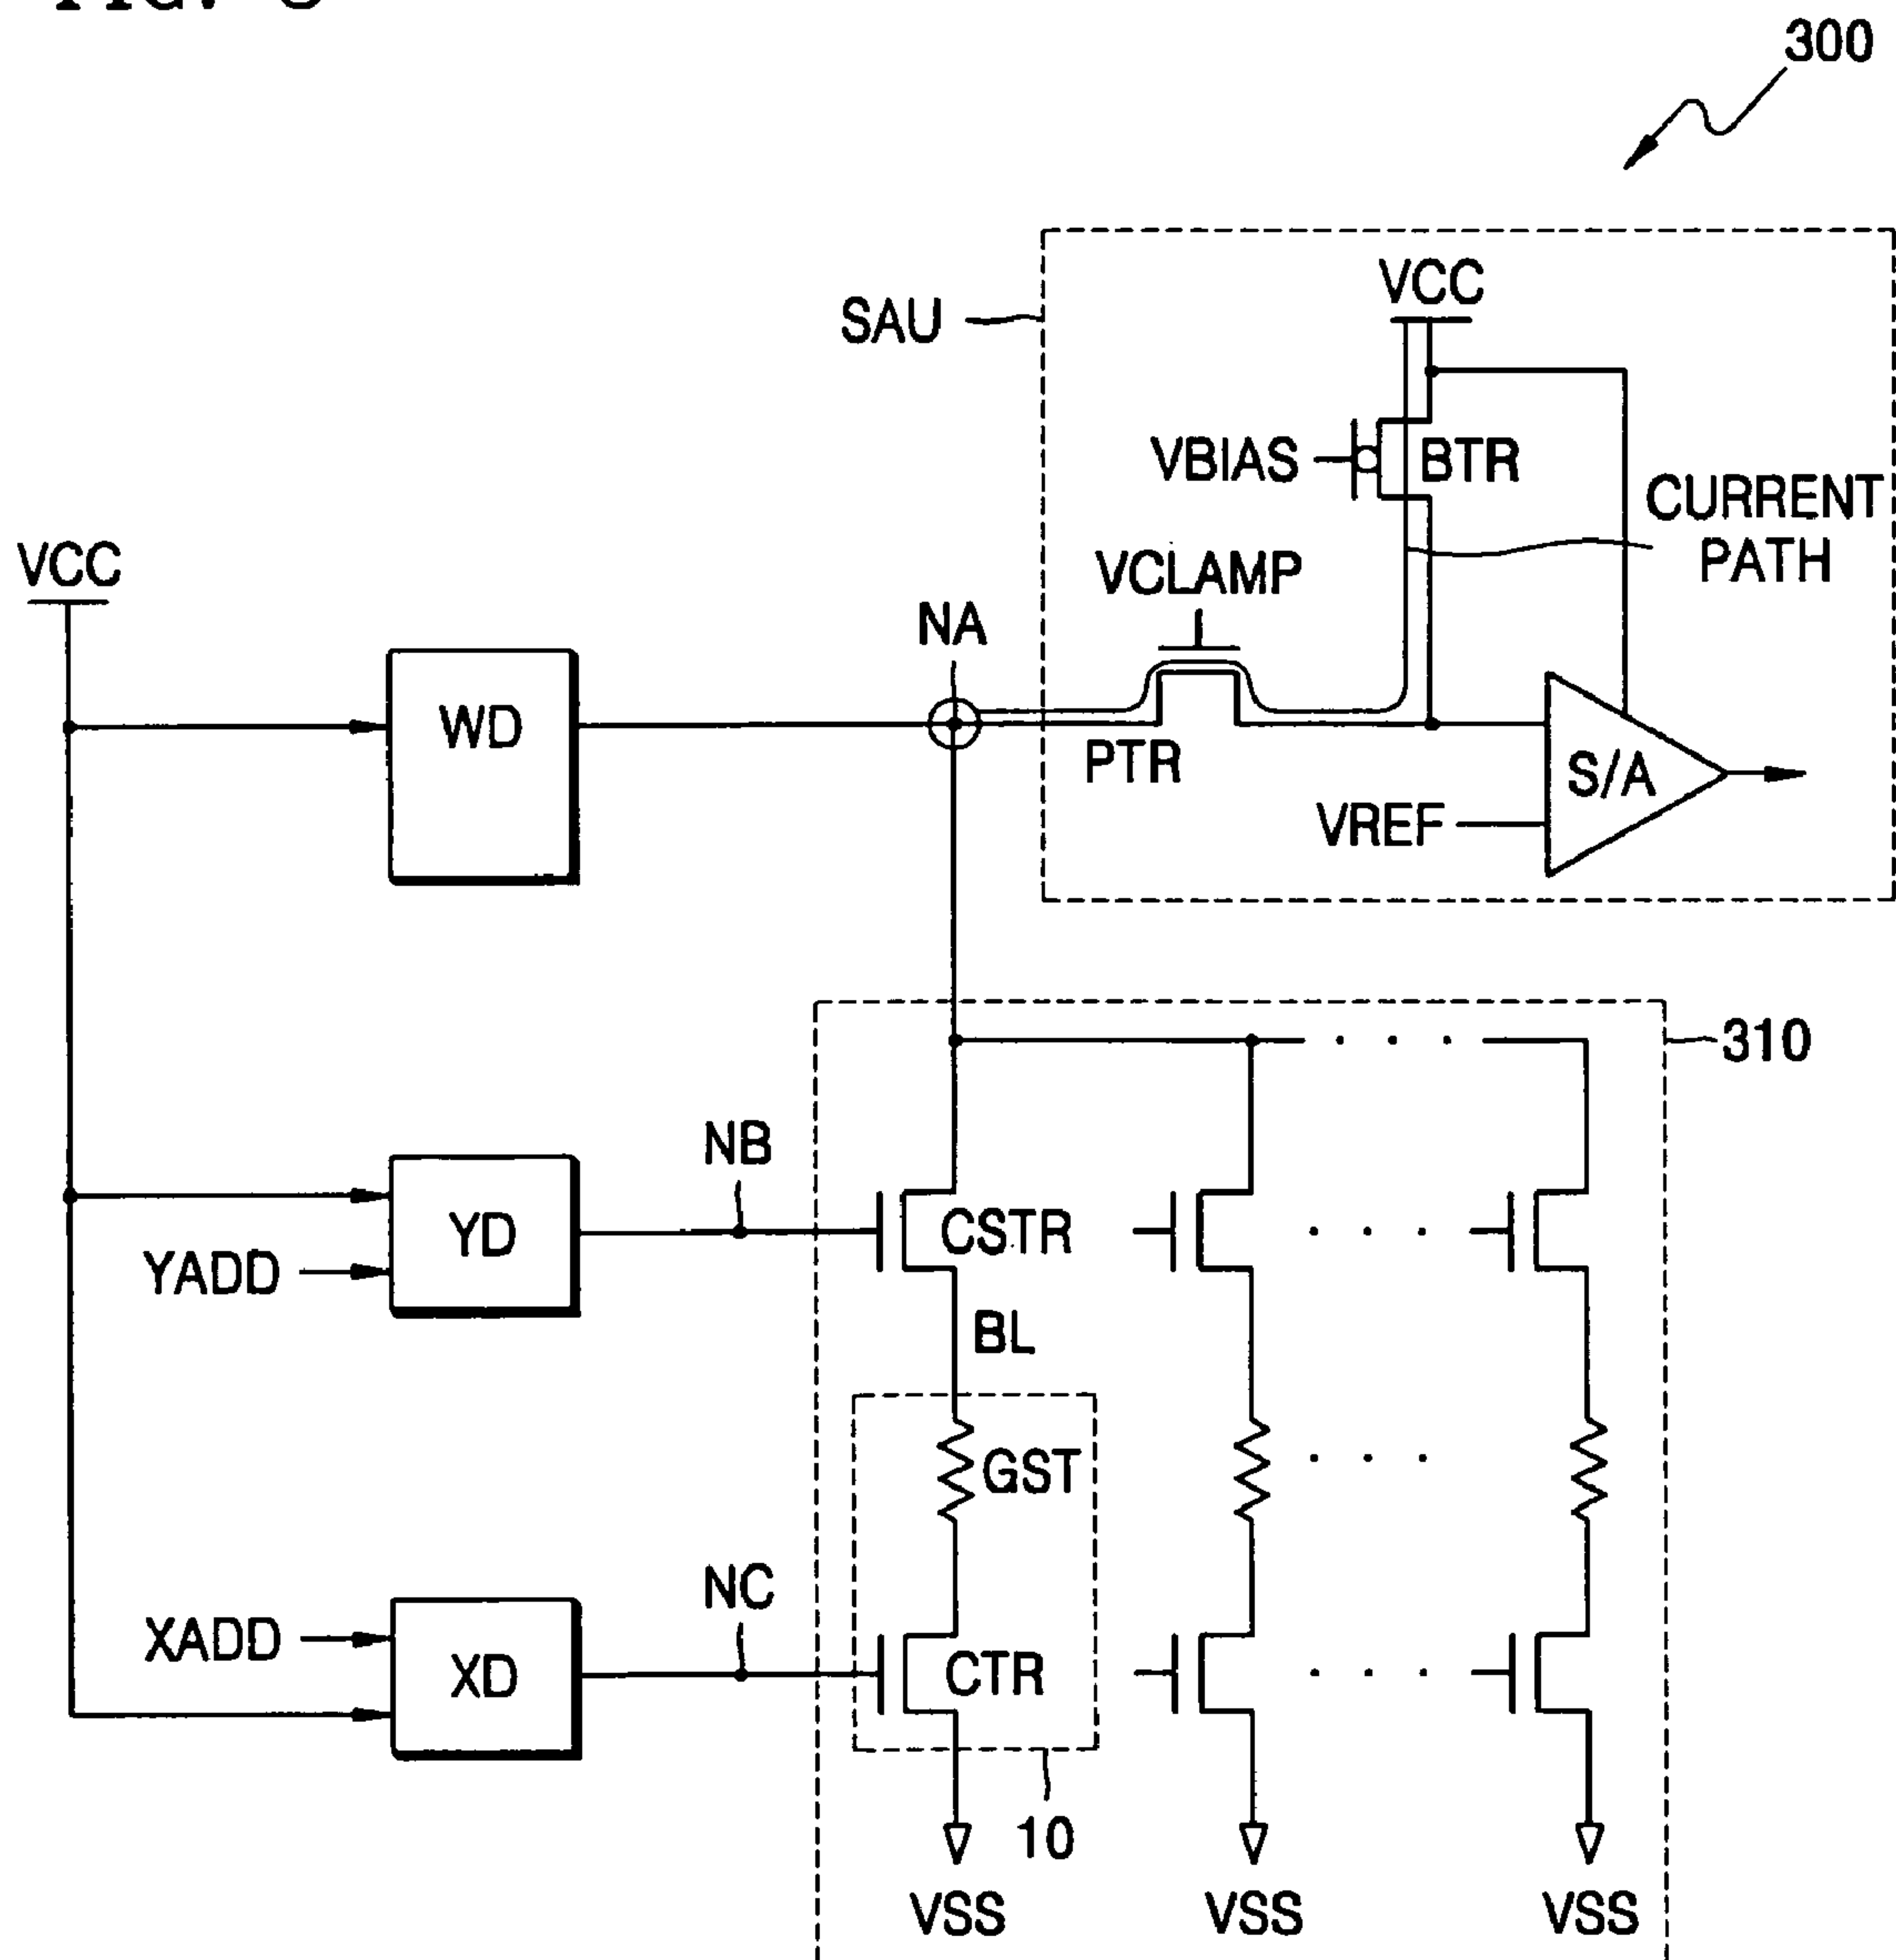 300
VCC
SAU
VBIAS
BTR
CURRENT
PATH
VCC
VCLAMP
NA
WD
PTR
S/A
VREF
310
NB
YD
CSTR
YADD
BL
GST
NC
XADD
XD
CTR
10
VSS
VSS
VSS